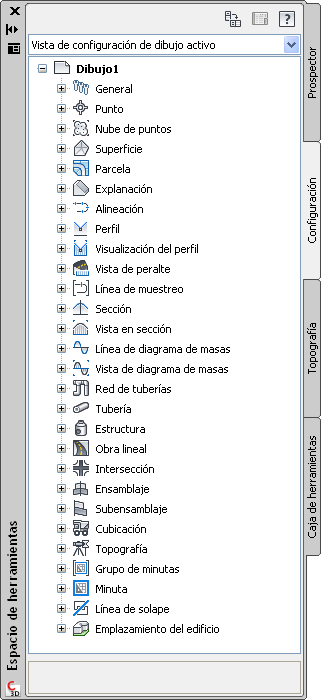 ?
Vista de configuración de dibujo activo
Dibujo1
General
Punto
Nube de puntos
Superficie
Parcela
Explanación
Alineación
Perfil
Visualización del perfil
Vista de peralte
Línea de muestreo
Sección
Vista en sección
Línea de diagrama de masas
Vista de diagrama de masas
Red de tuberías
Tubería
Estructura
Obra lineal
Intersección
Ensamblaje
Subensamblaje
Cubicación
Topografía
Grupo de minutas
Minuta
Línea de solape
Emplazamiento del edificio
Prospector
Configuración
Topografía
Caja de herramientas
Espacio de herramientas
3D